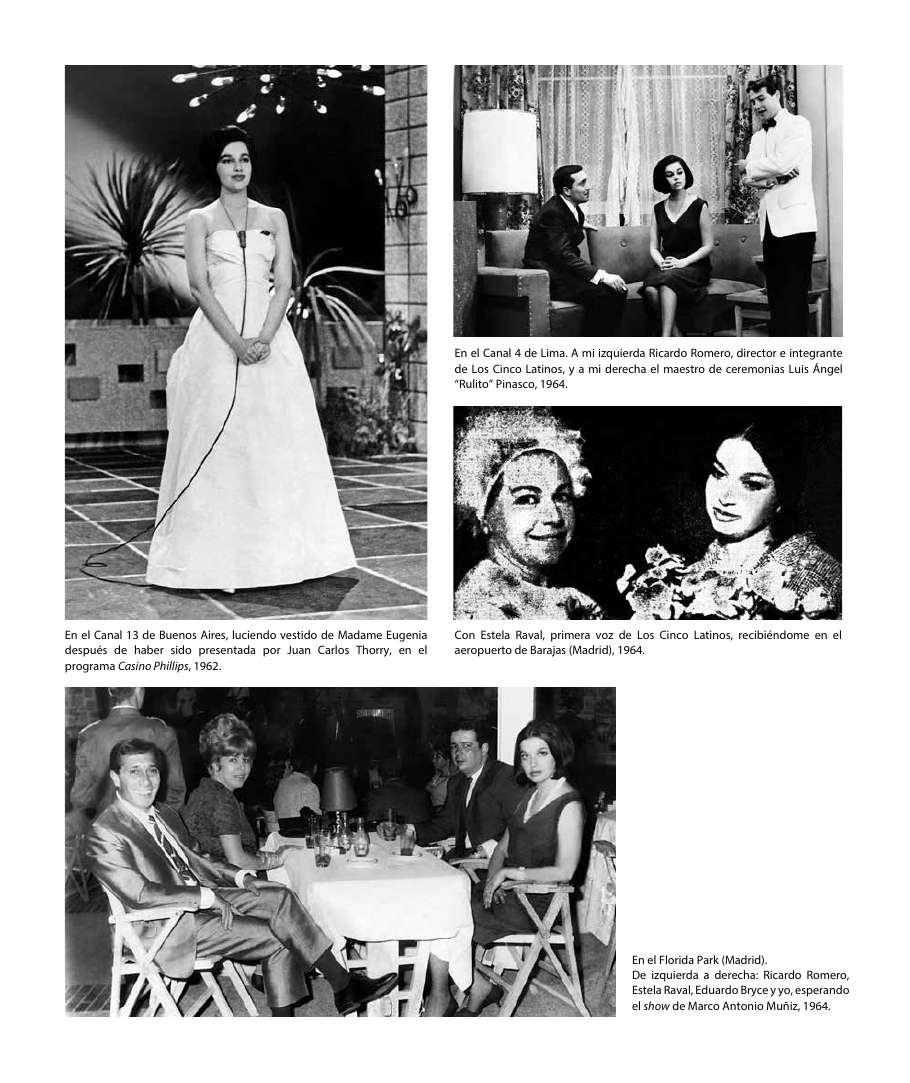 En el Canal 4 de Lima. A mi izquierda Ricardo Romero, director e integrante
de Los Cinco Latinos, y a mi derecha el maestro de ceremonias Luis Ángel
“Rulito” Pinasco, 1964.
En el Canal 13 de Buenos Aires, luciendo vestido de Madame Eugenia
después de haber sido presentada por Juan Carlos Thorry, en el
programa Casino Phillips, 1962.
Con Estela Raval, primera voz de Los Cinco Latinos, recibiéndome en el
aeropuerto de Barajas (Madrid), 1964.
En el Florida Park (Madrid).
De izquierda a derecha: Ricardo Romero,
Estela Raval, Eduardo Bryce y yo, esperando
el show de Marco Antonio Muñiz, 1964.